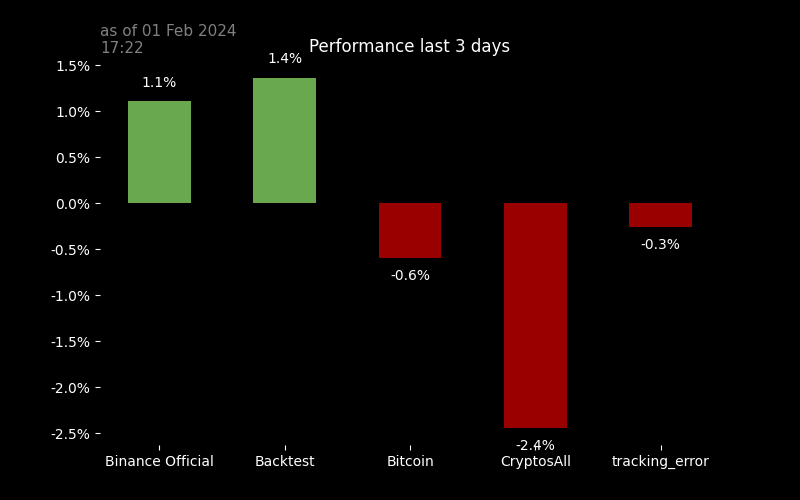 as of 01 Feb 2024
17:22
Performance last 3 days
1.5%
1.0%
0.5%
0.0%
-0.5%
-1.0%
-1.5%
-2.0%
-2.5%
1.1%
1.4%
-0.6%
-2.4%
-0.3%
Binance Official
Backtest
Bitcoin
CryptosAll
tracking_error